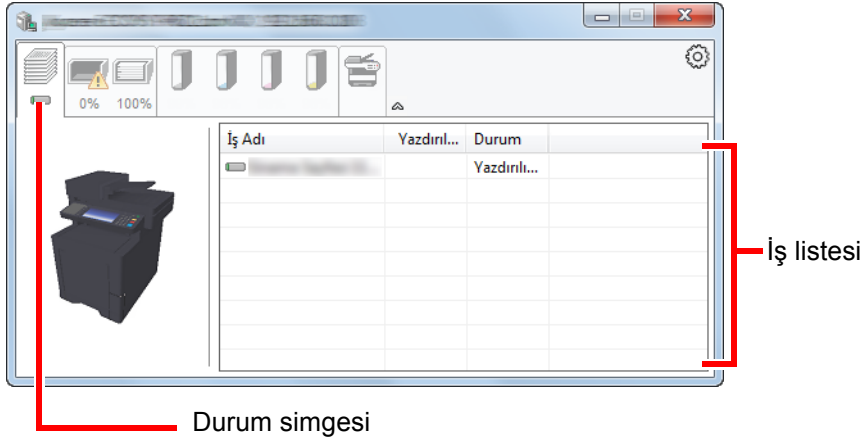 0% 100%
İş Adı Yazdırıl... Durum
Yazdırılı...
İş listesi
Durum simgesi